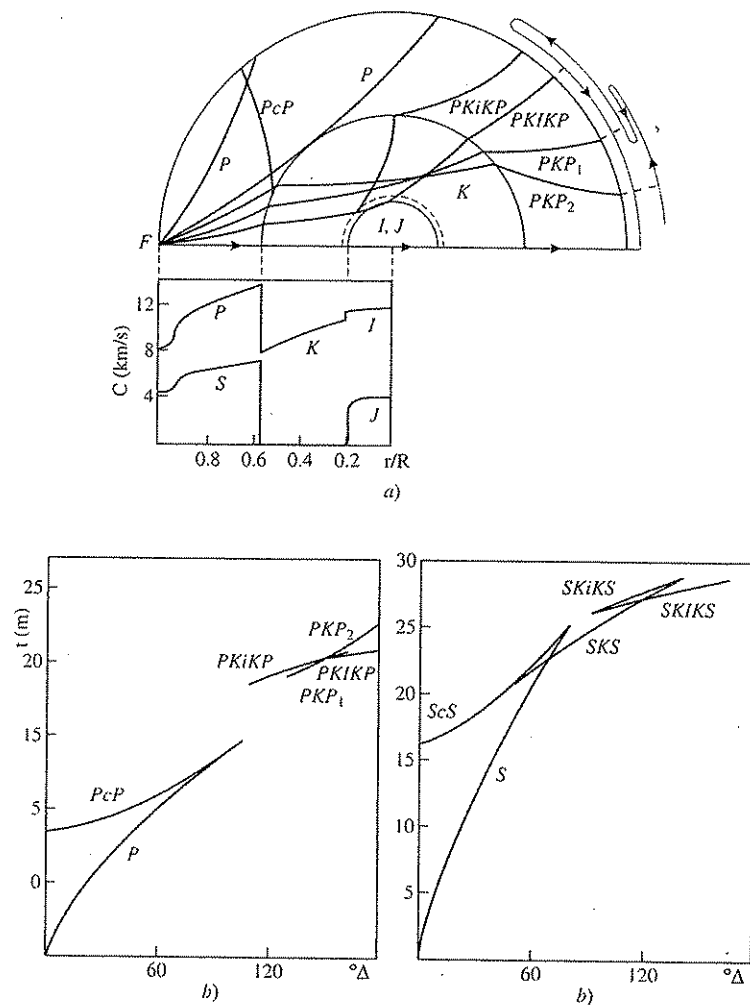 P
PcP
P
PKiKP
PKIKP
PKP1
PKP2
K
I, J
F
C (km/s)
12
8
4
P
S
K
I
J
0.8 0.6 0.4 0.2 r/R
a)
t (m)
25
20
15
5
0
PKP2
PKiKP
PKIKP
PKP1
PcP
P
60 120 °Δ
b)
30
25
20
15
10
5
SKiKS
SKIKS
SKS
ScS
S
60 120 °Δ
b)